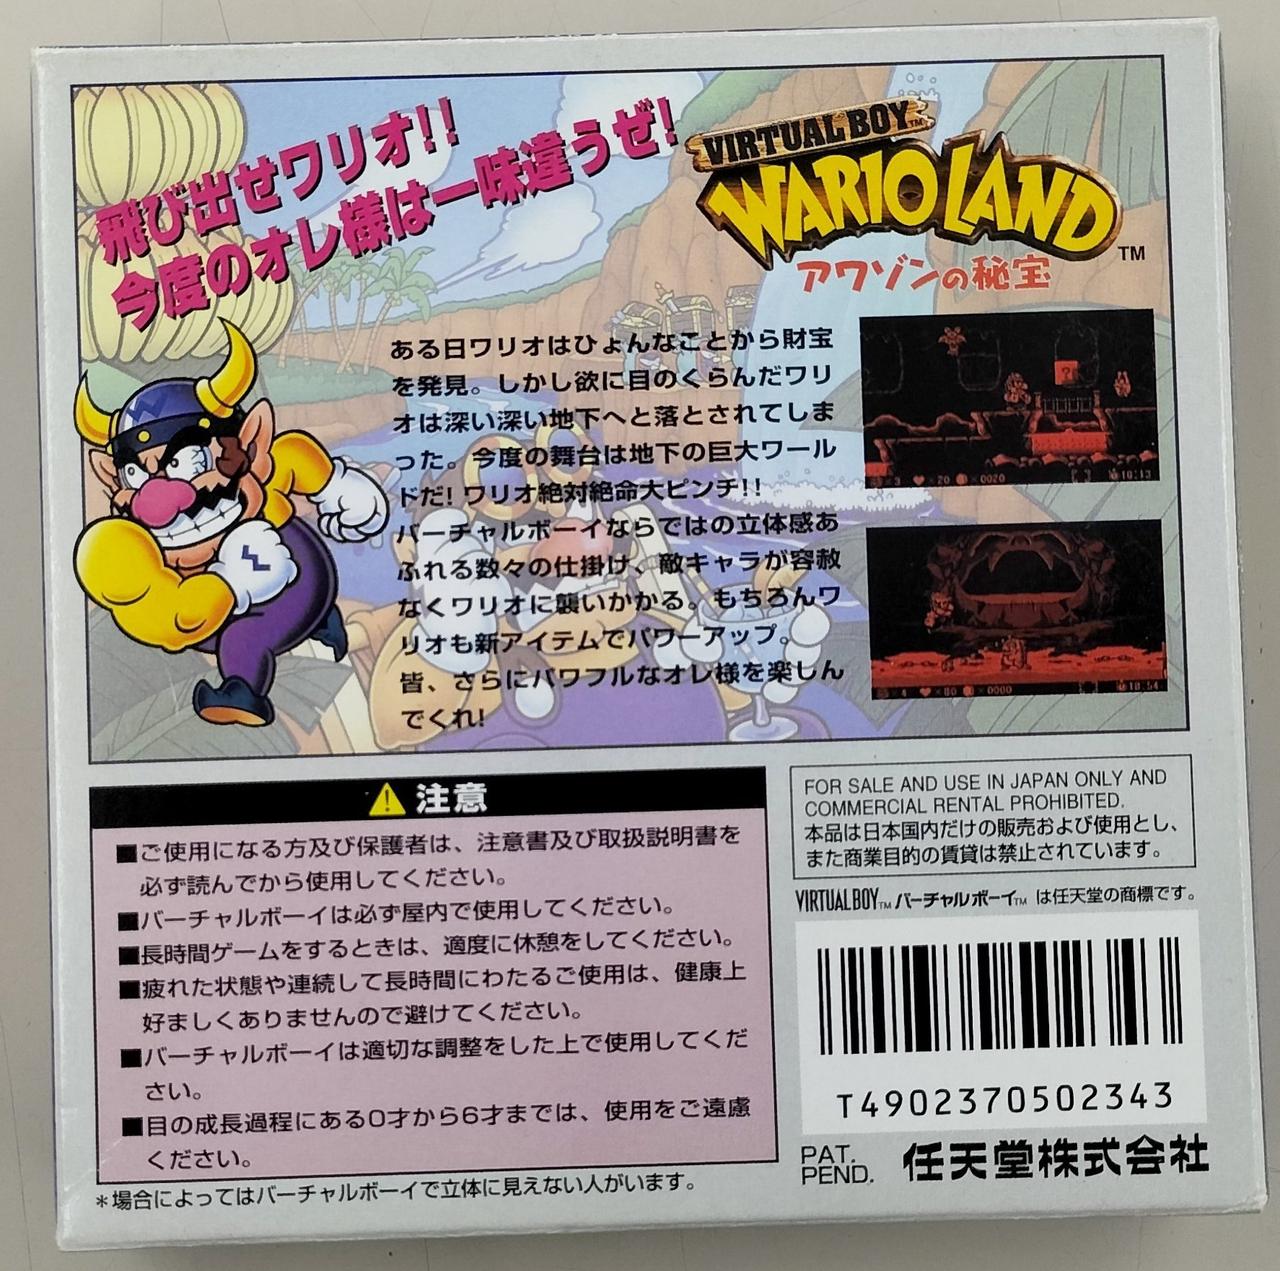 飛び出せワリオ!!
今度のオレ様は一味違うぜ!
VIRTUAL BOY™
WARIO LAND™
アワゾンの秘宝
ある日ワリオはひょんなことから財宝
を発見。しかし欲に目のくらんだワリ
オは深い深い地下へと落とされてしま
った。今度の舞台は地下の巨大ワール
ドだ!ワリオ絶対絶命大ピンチ!!
バーチャルボーイならではの立体感あ
ふれる数々の仕掛け、敵キャラが容赦
なくワリオに襲いかかる。もちろんワ
リオも新アイテムでパワーアップ。
皆、さらにパワフルなオレ様を楽しん
でくれ!
×3 ♥×20 ×0020 10:13
4 ♥×80 ×0000 18:54
⚠注意
■ご使用になる方及び保護者は、注意書及び取扱説明書を
必ず読んでから使用してください。
■バーチャルボーイは必ず屋内で使用してください。
■長時間ゲームをするときは、適度に休憩をしてください。
■疲れた状態や連続して長時間にわたるご使用は、健康上
好ましくありませんので避けてください。
■バーチャルボーイは適切な調整をした上で使用してくだ
さい。
■目の成長過程にある0才から6才までは、使用をご遠慮
ください。
*場合によってはバーチャルボーイで立体に見えない人がいます。
FOR SALE AND USE IN JAPAN ONLY AND
COMMERCIAL RENTAL PROHIBITED.
本品は日本国内だけの販売および使用とし、
また商業目的の賃貸は禁止されています。
VIRTUAL BOY™ バーチャルボーイ™ は任天堂の商標です。
T4902370502343
PAT.
PEND.
任天堂株式会社